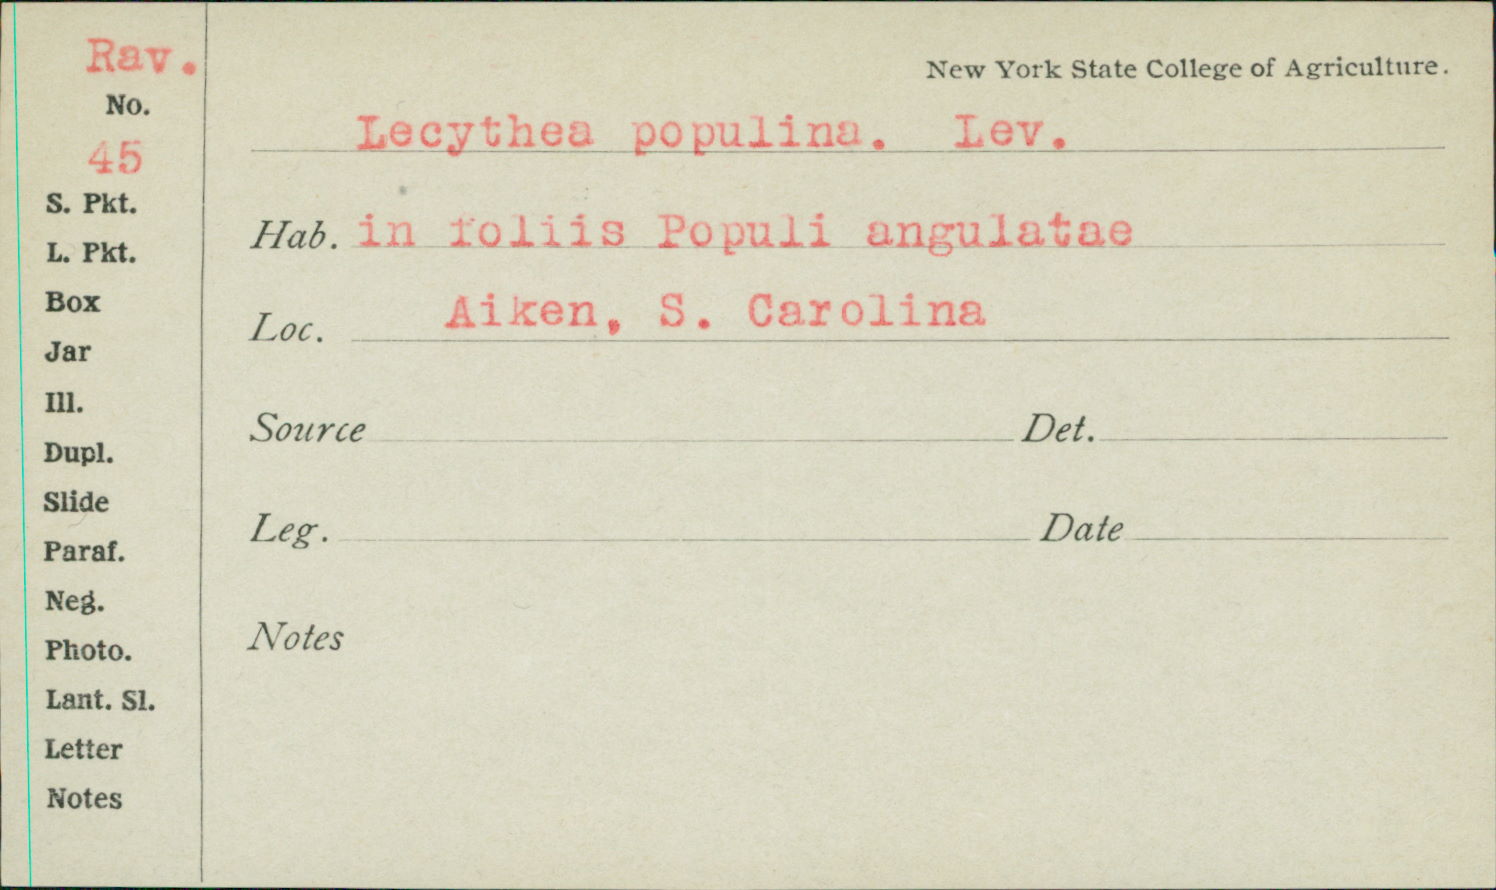 Rav.
No.
45
S. Pkt.
L. Pkt.
Box
Jar
Ill.
Dupl.
Slide
Paraf.
Neg.
Photo.
Lant. Sl.
Letter
Notes
New York State College of Agriculture.
Lecythea populina. Lev.
Hab. in foliis Populi angulatae
Loc. Aiken, S. Carolina
Source Det.
Leg. Date
Notes